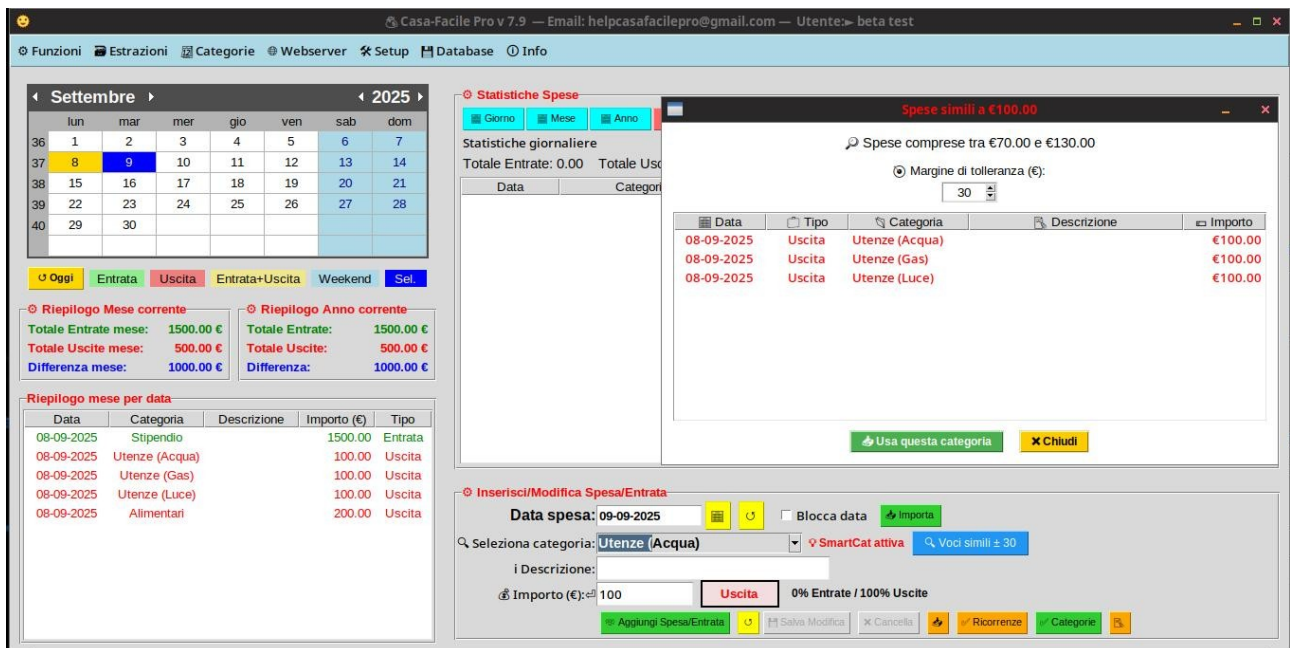 Casa-Facile Pro v 7.9 — Email: helpcasafacilepro@gmail.com — Utente:► beta test
Funzioni Estrazioni Categorie Webserver Setup Database Info
Settembre 2025
lun mar mer gio ven sab dom
36 1 2 3 4 5 6 7
37 8 9 10 11 12 13 14
38 15 16 17 18 19 20 21
39 22 23 24 25 26 27 28
40 29 30
Oggi Entrata Uscita Entrata+Uscita Weekend Sel.
Riepilogo Mese corrente
Totale Entrate mese: 1500.00 €
Totale Uscite mese: 500.00 €
Differenza mese: 1000.00 €
Riepilogo Anno corrente
Totale Entrate: 1500.00 €
Totale Uscite: 500.00 €
Differenza: 1000.00 €
Riepilogo mese per data
Data Categoria Descrizione Importo (€) Tipo
08-09-2025 Stipendio 1500.00 Entrata
08-09-2025 Utenze (Acqua) 100.00 Uscita
08-09-2025 Utenze (Gas) 100.00 Uscita
08-09-2025 Utenze (Luce) 100.00 Uscita
08-09-2025 Alimentari 200.00 Uscita
Statistiche Spese
Giorno Mese Anno
Statistiche giornaliere
Totale Entrate: 0.00 Totale Usc
Data Categori
Spese simili a €100.00
Spese comprese tra €70.00 e €130.00
Margine di tolleranza (€):
30
Data Tipo Categoria Descrizione Importo
08-09-2025 Uscita Utenze (Acqua) €100.00
08-09-2025 Uscita Utenze (Gas) €100.00
08-09-2025 Uscita Utenze (Luce) €100.00
Usa questa categoria Chiudi
Inserisci/Modifica Spesa/Entrata
Data spesa: 09-09-2025 Blocca data Importa
Seleziona categoria: Utenze (Acqua) SmartCat attiva Voci simili ± 30
i Descrizione:
Importo (€): 100 Uscita 0% Entrate / 100% Uscite
Aggiungi Spesa/Entrata Salva Modifica Cancella Ricorrenze Categorie